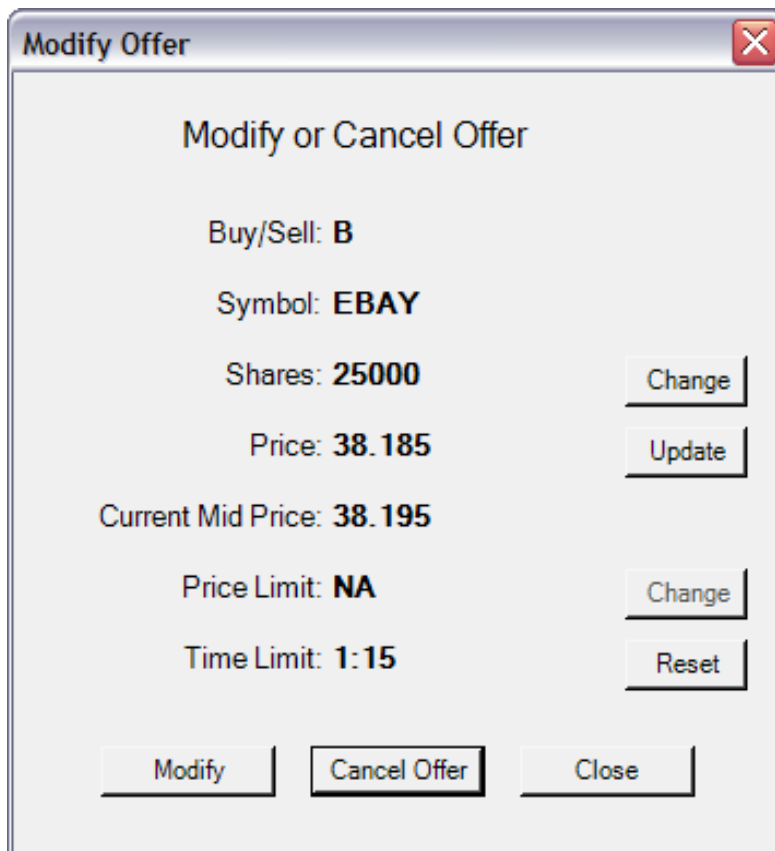 Modify Offer
Modify or Cancel Offer
Buy/Sell: B
Symbol: EBAY
Shares: 25000 Change
Price: 38.185 Update
Current Mid Price: 38.195
Price Limit: NA Change
Time Limit: 1:15 Reset
Modify Cancel Offer Close